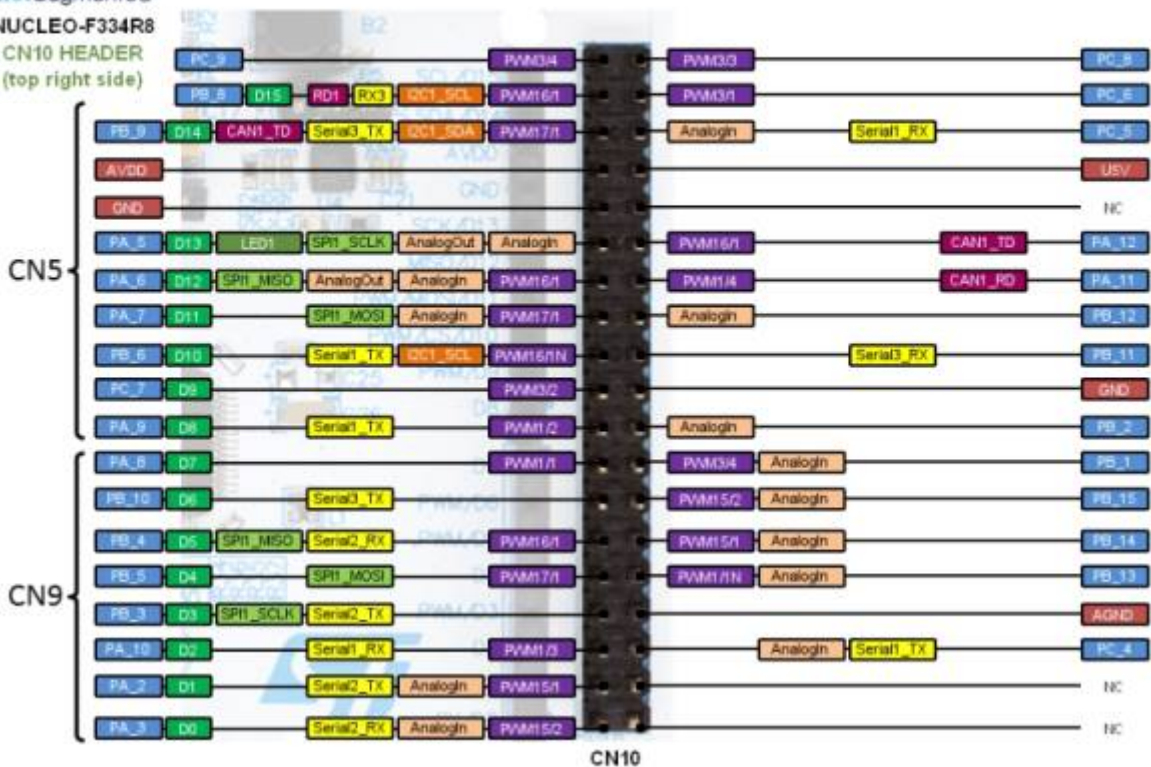 NUCLEO-F334R8
CN10 HEADER
(top right side)
B2
PC_9 PWM3/4 PWM3/3 PC_8
PB_8 D15 RD1 RX3 I2C1_SCL PWM16/1 PWM3/1 PC_6
PB_9 D14 CAN1_TD Serial3_TX I2C1_SDA PWM17/1 AnalogIn Serial1_RX PC_5
AVDD U5V
GND NC
PA_5 D13 LED1 SPI1_SCLK AnalogOut AnalogIn PWM16/1 CAN1_TD PA_12
CN5
PA_6 D12 SPI1_MISO AnalogOut AnalogIn PWM16/1 PWM1/4 CAN1_RD PA_11
PA_7 D11 SPI1_MOSI AnalogIn PWM17/1 AnalogIn PB_12
PB_6 D10 Serial1_TX I2C1_SCL PWM16/1N Serial3_RX PB_11
PC_7 D9 PWM3/2 GND
PA_9 D8 Serial1_TX PWM1/2 AnalogIn PB_2
PA_8 D7 PWM1/1 PWM3/4 AnalogIn PB_1
PB_10 D6 Serial3_TX PWM15/2 AnalogIn PB_15
PB_4 D5 SPI1_MISO Serial2_RX PWM16/1 PWM15/1 AnalogIn PB_14
PB_5 D4 SPI1_MOSI PWM17/1 PWM1/1N AnalogIn PB_13
CN9
PB_3 D3 SPI1_SCLK Serial2_TX AGND
PA_10 D2 Serial1_RX PWM1/3 AnalogIn Serial1_TX PC_4
PA_2 D1 Serial2_TX AnalogIn PWM15/1 NC
PA_3 D0 Serial2_RX AnalogIn PWM15/2 NC
CN10